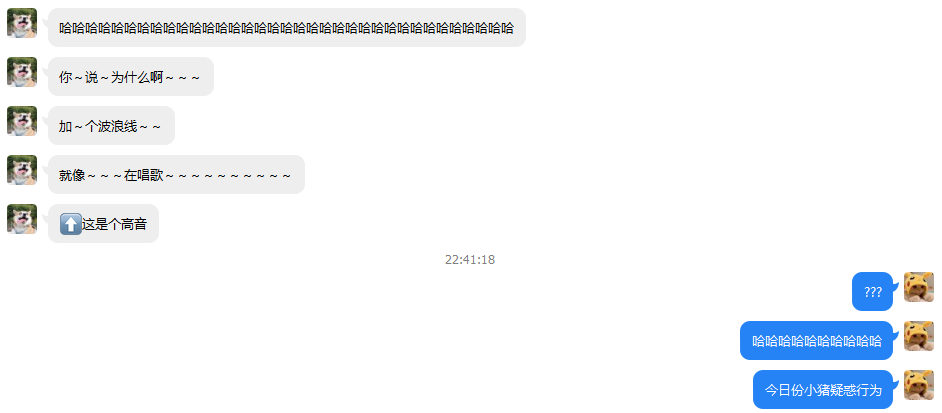 哈哈哈哈哈哈哈哈哈哈哈哈哈哈哈哈哈哈哈哈哈哈哈哈哈哈哈哈哈哈哈哈哈哈哈
你～说～为什么啊～～～
加～个波浪线～～
就像～～～在唱歌～～～～～～～～～～
⬆️这是个高音
22:41:18
???
哈哈哈哈哈哈哈哈哈哈
今日份小猪疑惑行为